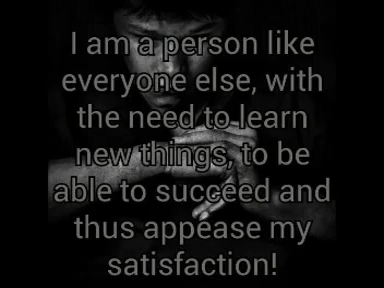 I am a person like
everyone else, with
the need to learn
new things, to be
able to succeed and
thus appease my
satisfaction!